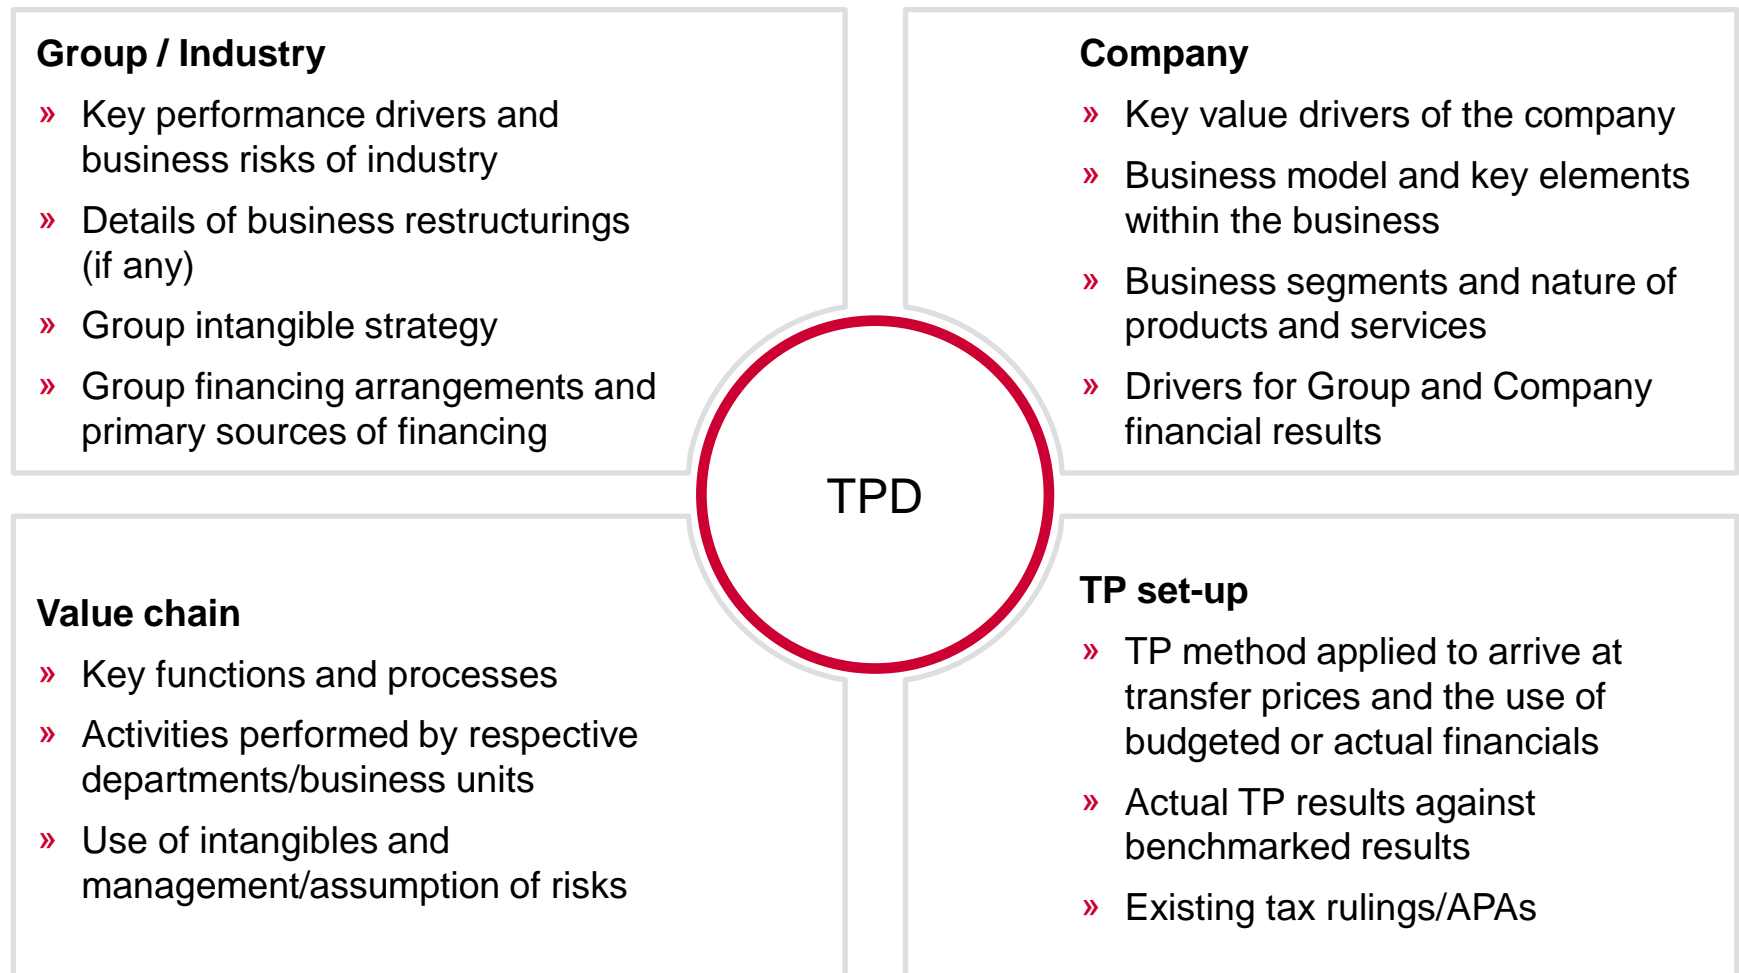 Group / Industry
» Key performance drivers and
business risks of industry
» Details of business restructurings
(if any)
» Group intangible strategy
» Group financing arrangements and
primary sources of financing
Company
» Key value drivers of the company
» Business model and key elements
within the business
» Business segments and nature of
products and services
» Drivers for Group and Company
financial results
TPD
Value chain
» Key functions and processes
» Activities performed by respective
departments/business units
» Use of intangibles and
management/assumption of risks
TP set-up
» TP method applied to arrive at
transfer prices and the use of
budgeted or actual financials
» Actual TP results against
benchmarked results
» Existing tax rulings/APAs